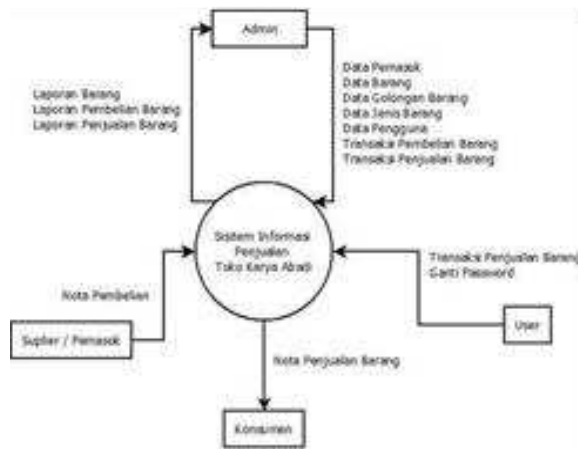 Admin
Laporan Barang
Laporan Pembelian Barang
Laporan Penjualan Barang
Data Pemasok
Data Barang
Data Golongan Barang
Data Jenis Barang
Data Pengguna
Transaksi Pembelian Barang
Transaksi Penjualan Barang
Sistem Informasi
Penjualan
Toko Karya Abadi
Transaksi Penjualan Barang
Ganti Password
Nota Pembelian
Suplier / Pemasok
User
Nota Penjualan Barang
Konsumen